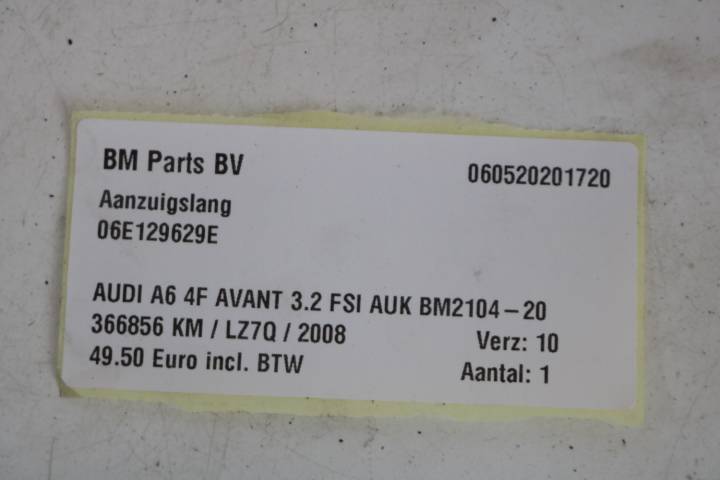 BM Parts BV 060520201720
Aanzuigslang
06E129629E
AUDI A6 4F AVANT 3.2 FSI AUK BM2104-20
366856 KM / LZ7Q / 2008 Verz: 10
49.50 Euro incl. BTW Aantal: 1